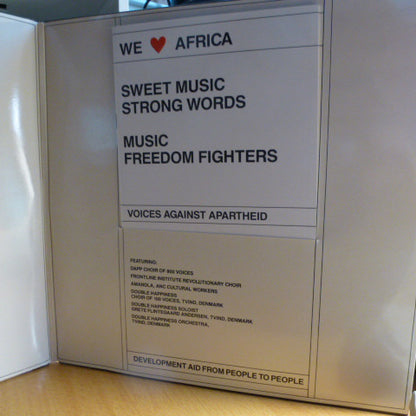 WE ❤ AFRICA
SWEET MUSIC
STRONG WORDS
MUSIC
FREEDOM FIGHTERS
VOICES AGAINST APARTHEID
FEATURING:
DAPP CHOIR OF 800 VOICES
FRONTLINE INSTITUTE REVOLUTIONARY CHOIR
AMANDLA, ANC CULTURAL WORKERS
DOUBLE HAPPINESS
CHOIR OF 100 VOICES, TVIND, DENMARK
DOUBLE HAPPINESS SOLOIST
GRETE FLINTEGAARD ANDERSEN, TVIND, DENMARK
DOUBLE HAPPINESS ORCHESTRA,
TVIND, DENMARK
DEVELOPMENT AID FROM PEOPLE TO PEOPLE